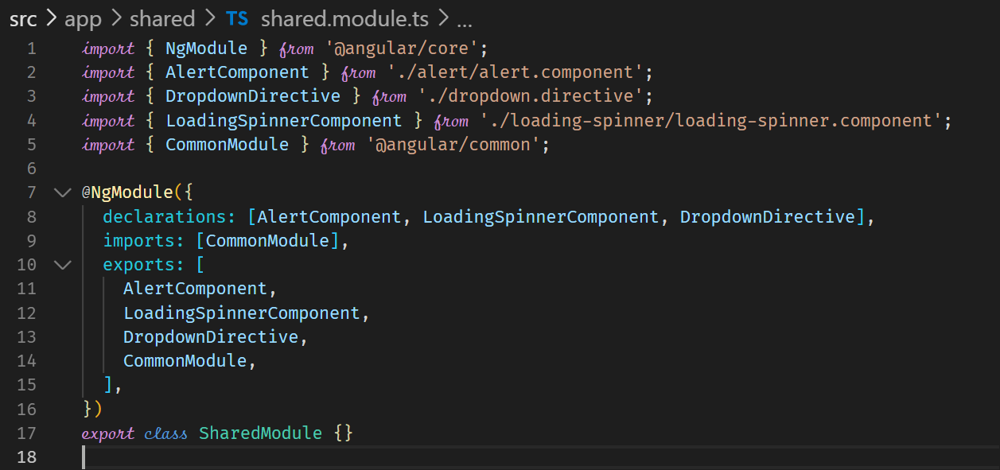 src > app > shared > TS shared.module.ts > ...
1 import { NgModule } from '@angular/core';
2 import { AlertComponent } from './alert/alert.component';
3 import { DropdownDirective } from './dropdown.directive';
4 import { LoadingSpinnerComponent } from './loading-spinner/loading-spinner.component';
5 import { CommonModule } from '@angular/common';
6
7 @NgModule({
8   declarations: [AlertComponent, LoadingSpinnerComponent, DropdownDirective],
9   imports: [CommonModule],
10   exports: [
11     AlertComponent,
12     LoadingSpinnerComponent,
13     DropdownDirective,
14     CommonModule,
15   ],
16 })
17 export class SharedModule {}
18